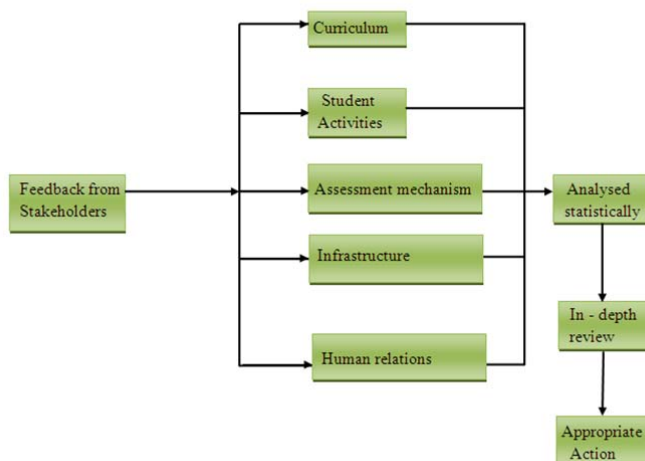 Curriculum
Student
Activities
Feedback from
Stakeholders
Assessment mechanism
Analysed
statistically
Infrastructure
In - depth
review
Human relations
Appropriate
Action